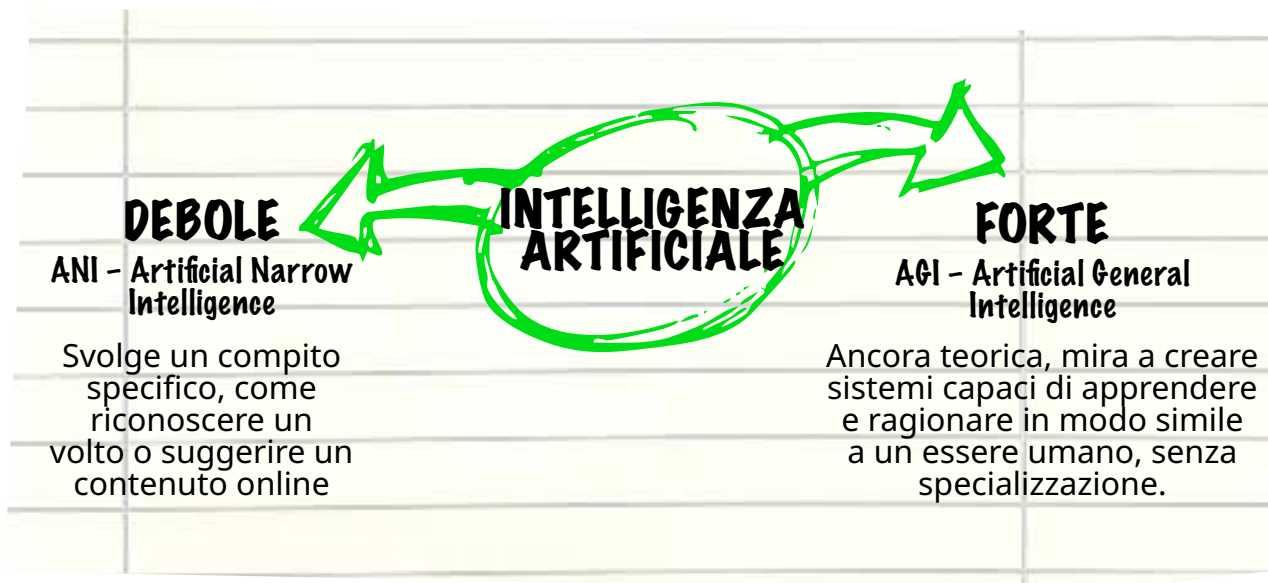 INTELLIGENZA
ARTIFICIALE
DEBOLE
ANI – Artificial Narrow
Intelligence
Svolge un compito
specifico, come
riconoscere un
volto o suggerire un
contenuto online
FORTE
AGI – Artificial General
Intelligence
Ancora teorica, mira a creare
sistemi capaci di apprendere
e ragionare in modo simile
a un essere umano, senza
specializzazione.